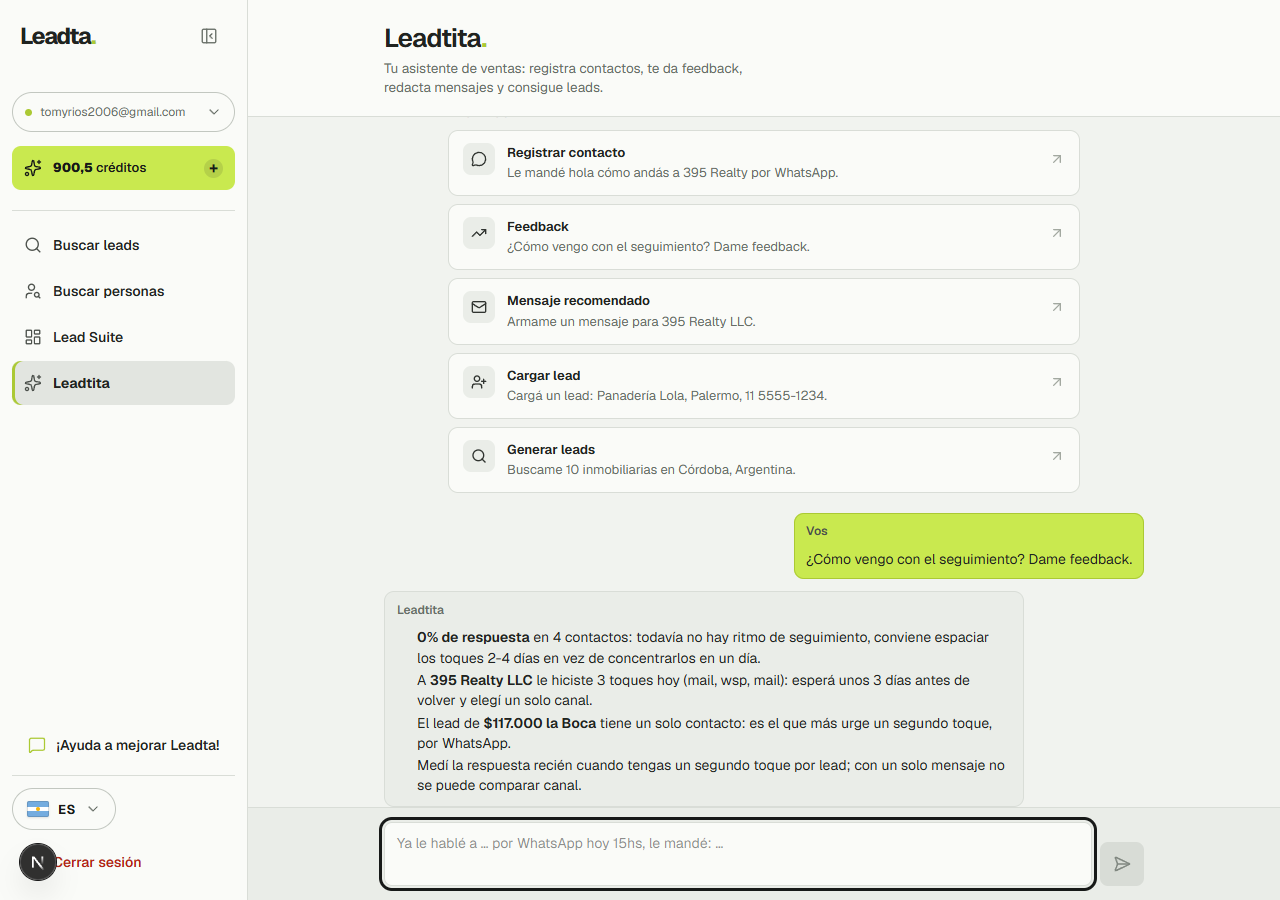 Leadta.
tomyrios2006@gmail.com
900,5 créditos
+
Buscar leads
Buscar personas
Lead Suite
Leadtita
¡Ayuda a mejorar Leadta!
ES
N
Cerrar sesión
Leadtita.
Tu asistente de ventas: registra contactos, te da feedback,
redacta mensajes y consigue leads.
Registrar contacto
Le mandé hola cómo andás a 395 Realty por WhatsApp.
Feedback
¿Cómo vengo con el seguimiento? Dame feedback.
Mensaje recomendado
Armame un mensaje para 395 Realty LLC.
Cargar lead
Cargá un lead: Panadería Lola, Palermo, 11 5555-1234.
Generar leads
Buscame 10 inmobiliarias en Córdoba, Argentina.
Vos
¿Cómo vengo con el seguimiento? Dame feedback.
Leadtita
0% de respuesta en 4 contactos: todavía no hay ritmo de seguimiento, conviene espaciar
los toques 2-4 días en vez de concentrarlos en un día.
A 395 Realty LLC le hiciste 3 toques hoy (mail, wsp, mail): esperá unos 3 días antes de
volver y elegí un solo canal.
El lead de $117.000 la Boca tiene un solo contacto: es el que más urge un segundo toque,
por WhatsApp.
Medí la respuesta recién cuando tengas un segundo toque por lead; con un solo mensaje no
se puede comparar canal.
Ya le hablé a … por WhatsApp hoy 15hs, le mandé: …